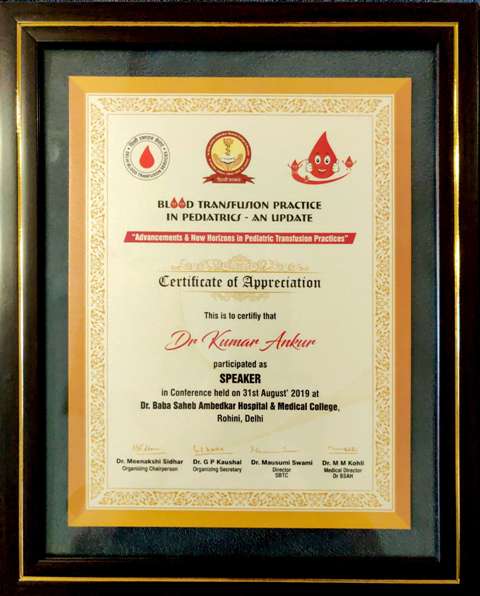 BLOOD TRANSFUSION PRACTICE
IN PEDIATRICS - AN UPDATE
"Advancements & New Horizons in Pediatric Transfusion Practices"
Certificate of Appreciation
This is to certifiy that
Dr Kumar Ankur
participated as
SPEAKER
in Conference held on 31st August' 2019 at
Dr. Baba Saheb Ambedkar Hospital & Medical College,
Rohini, Delhi
Dr. Meenakshi Sidhar
Organising Chairperson
Dr. G P Kaushal
Organizing Secretary
Dr. Mausumi Swami
Director
SBTC
Dr. M M Kohli
Medical Director
Dr BSAH